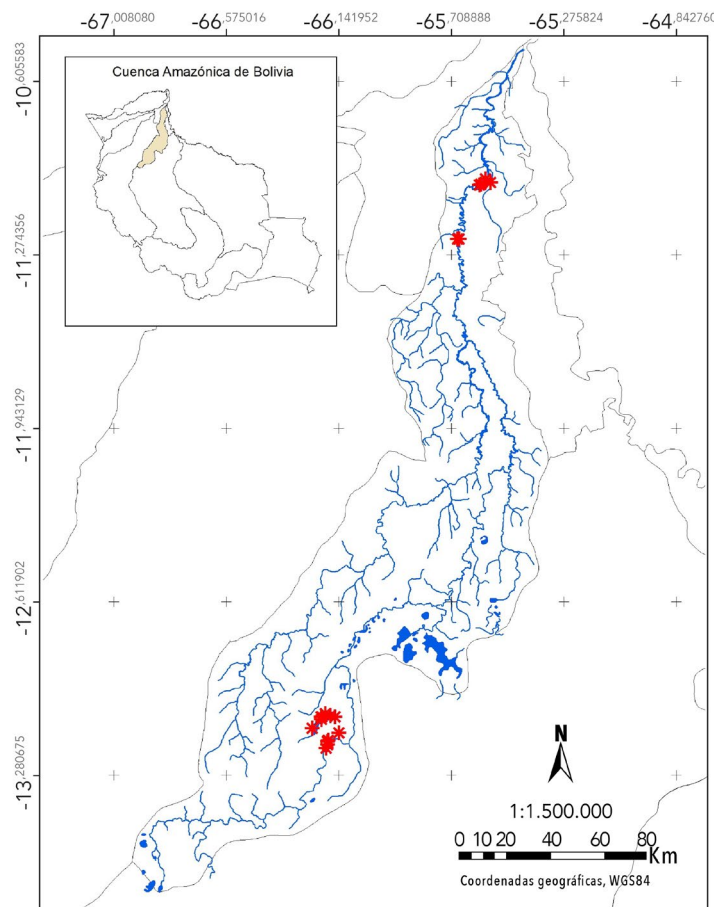 -67,008080 -66,575016 -66,141952 -65,708888 -65,275824 -64,842760
-10,605583
Cuenca Amazónica de Bolivia
-11,274356
-11,943129
-12,611902
-13,280675
N
1:1.500.000
0 10 20 40 60 80
Km
Coordenadas geográficas, WGS84